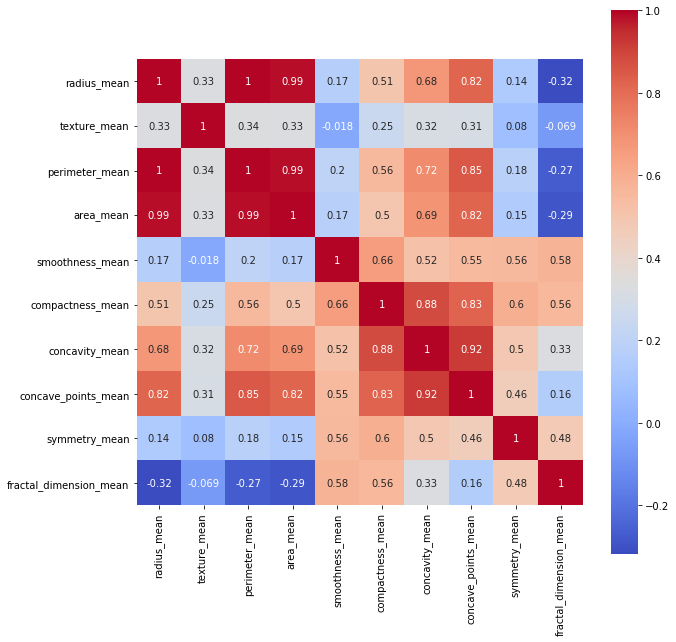 radius_mean 1 0.33 1 0.99 0.17 0.51 0.68 0.82 0.14 -0.32
texture_mean 0.33 1 0.34 0.33 -0.018 0.25 0.32 0.31 0.08 -0.069
perimeter_mean 1 0.34 1 0.99 0.2 0.56 0.72 0.85 0.18 -0.27
area_mean 0.99 0.33 0.99 1 0.17 0.5 0.69 0.82 0.15 -0.29
smoothness_mean 0.17 -0.018 0.2 0.17 1 0.66 0.52 0.55 0.56 0.58
compactness_mean 0.51 0.25 0.56 0.5 0.66 1 0.88 0.83 0.6 0.56
concavity_mean 0.68 0.32 0.72 0.69 0.52 0.88 1 0.92 0.5 0.33
concave_points_mean 0.82 0.31 0.85 0.82 0.55 0.83 0.92 1 0.46 0.16
symmetry_mean 0.14 0.08 0.18 0.15 0.56 0.6 0.5 0.46 1 0.48
fractal_dimension_mean -0.32 -0.069 -0.27 -0.29 0.58 0.56 0.33 0.16 0.48 1
radius_mean
texture_mean
perimeter_mean
area_mean
smoothness_mean
compactness_mean
concavity_mean
concave_points_mean
symmetry_mean
fractal_dimension_mean
1.0
0.8
0.6
0.4
0.2
0.0
−0.2